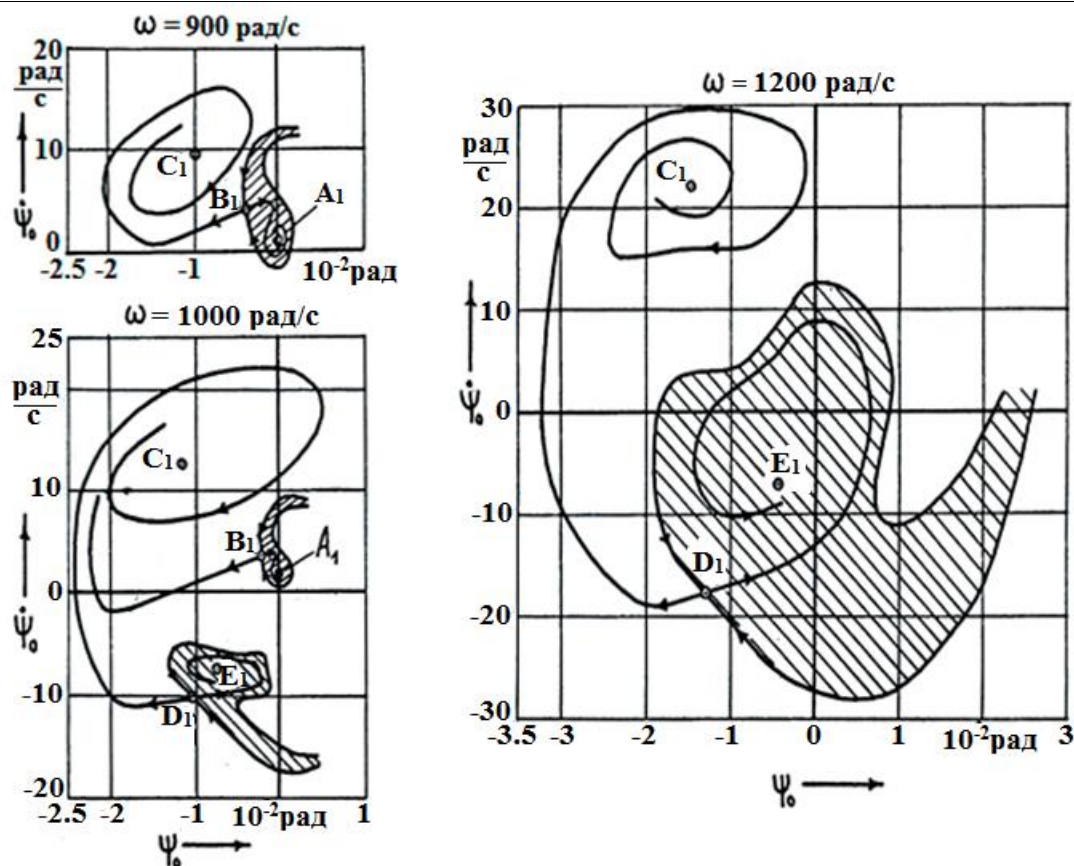 ω = 900 рад/с
20
рад
с
10
ψ̇₀
0
C₁
B₁
A₁
-2.5 -2 -1 10⁻²рад
ω = 1000 рад/с
25
рад
с
10
0
ψ̇₀
-10
-20
C₁
B₁
A₁
E₁
D₁
-2.5 -2 -1 10⁻²рад 1
ψ₀
ω = 1200 рад/с
30
рад
с
20
10
ψ̇₀
0
-10
-20
-30
C₁
E₁
D₁
-3.5 -3 -2 -1 0 1 10⁻²рад 3
ψ₀